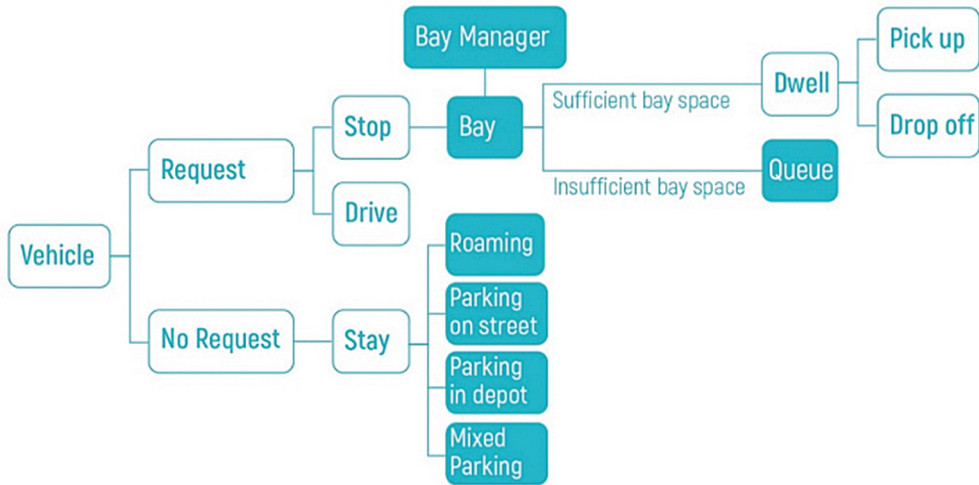 Bay Manager
Pick up
Dwell
Sufficient bay space
Stop
Bay
Drop off
Request
Insufficient bay space
Queue
Drive
Vehicle
Roaming
Parking
on street
No Request
Stay
Parking
in depot
Mixed
Parking